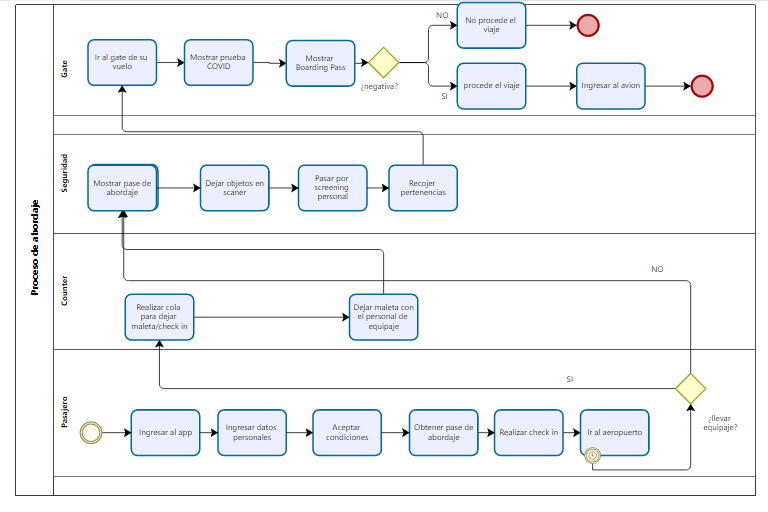 Proceso de abordaje
Gate
Ir al gate de su
vuelo
Mostrar prueba
COVID
Mostrar
Boarding Pass
¿negativa?
NO
No procede el
viaje
SI
procede el viaje
Ingresar al avion
Seguridad
Mostrar pase de
abordaje
Dejar objetos en
scaner
Pasar por
screening
personal
Recojer
pertenencias
Counter
NO
Realizar cola
para dejar
maleta/check in
Dejar maleta con
el personal de
equipaje
Pasajero
SI
Ingresar al app
Ingresar datos
personales
Aceptar
condiciones
Obtener pase de
abordaje
Realizar check in
Ir al aeropuerto
¿llevar
equipaje?